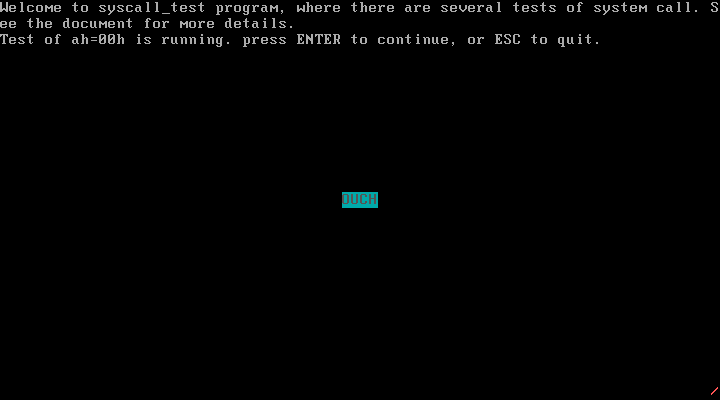 Welcome to syscall_test program, where there are several tests of system call. S
ee the document for more details.
Test of ah=00h is running. press ENTER to continue, or ESC to quit.
OUCH
/